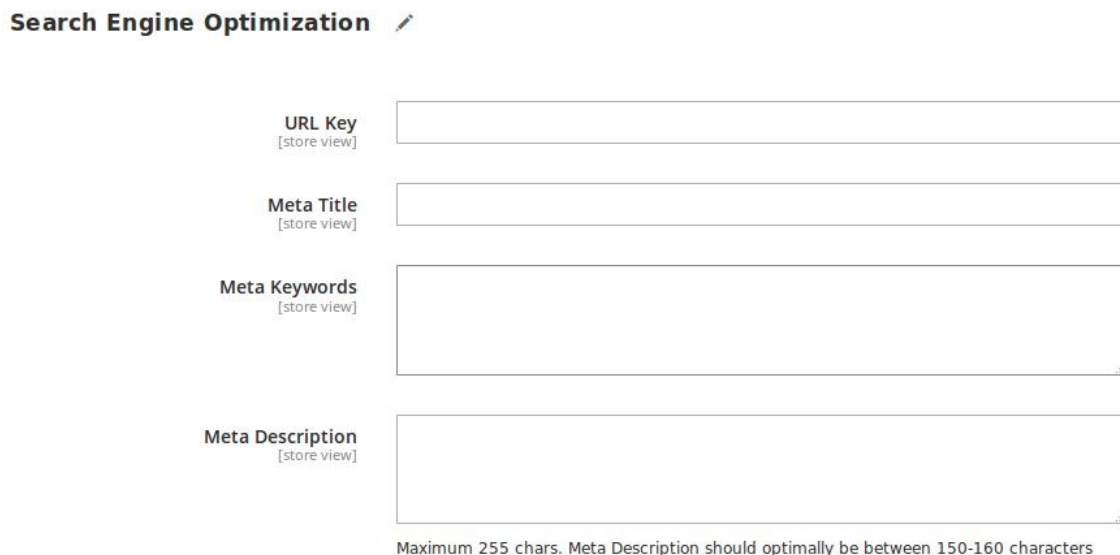 Search Engine Optimization
URL Key
[store view]
Meta Title
[store view]
Meta Keywords
[store view]
Meta Description
[store view]
Maximum 255 chars. Meta Description should optimally be between 150-160 characters